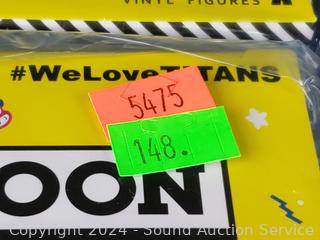 VINYL FIGURES
#WeLoveTITANS
5475
148.
OON
Copyright 2024 - Sound Auction Service